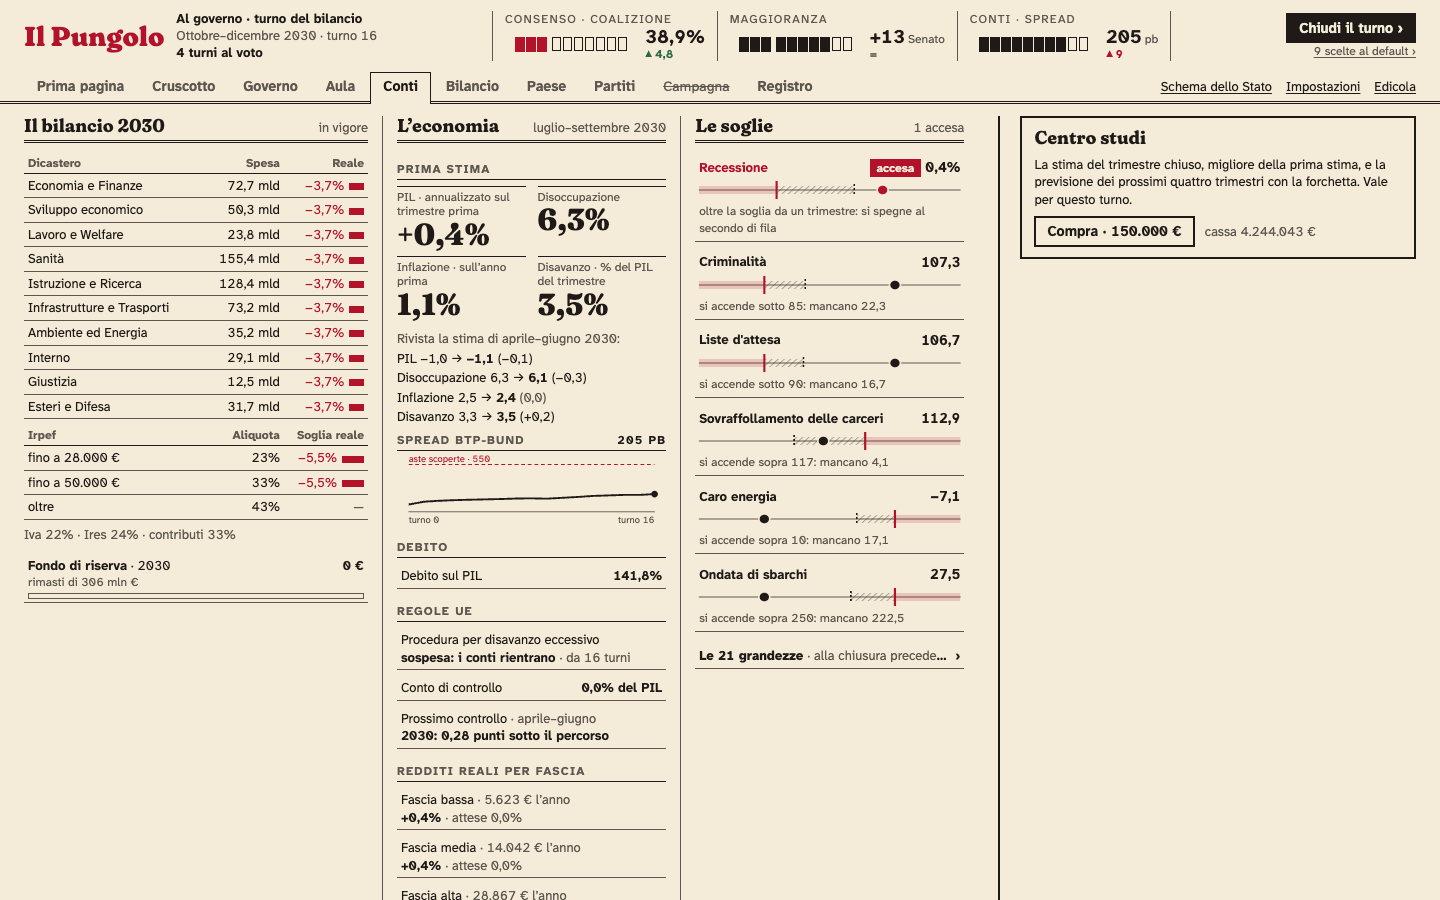 Il Pungolo
Al governo · turno del bilancio
Ottobre–dicembre 2030 · turno 16
4 turni al voto
CONSENSO · COALIZIONE
38,9%
▲4,8
MAGGIORANZA
+13 Senato
=
CONTI · SPREAD
205 pb
▲9
Chiudi il turno ›
9 scelte al default ›
Prima pagina
Cruscotto
Governo
Aula
Conti
Bilancio
Paese
Partiti
Campagna
Registro
Schema dello Stato
Impostazioni
Edicola
Il bilancio 2030
in vigore
Dicastero Spesa Reale
Economia e Finanze 72,7 mld −3,7%
Sviluppo economico 50,3 mld −3,7%
Lavoro e Welfare 23,8 mld −3,7%
Sanità 155,4 mld −3,7%
Istruzione e Ricerca 128,4 mld −3,7%
Infrastrutture e Trasporti 73,2 mld −3,7%
Ambiente ed Energia 35,2 mld −3,7%
Interno 29,1 mld −3,7%
Giustizia 12,5 mld −3,7%
Esteri e Difesa 31,7 mld −3,7%
Irpef Aliquota Soglia reale
fino a 28.000 € 23% −5,5%
fino a 50.000 € 33% −5,5%
oltre 43% —
Iva 22% · Ires 24% · contributi 33%
Fondo di riserva · 2030 0 €
rimasti di 306 mln €
L’economia
luglio–settembre 2030
PRIMA STIMA
PIL · annualizzato sul
trimestre prima
+0,4%
Disoccupazione
6,3%
Inflazione · sull’anno
prima
1,1%
Disavanzo · % del PIL
del trimestre
3,5%
Rivista la stima di aprile–giugno 2030:
PIL −1,0 → −1,1 (−0,1)
Disoccupazione 6,3 → 6,1 (−0,3)
Inflazione 2,5 → 2,4 (0,0)
Disavanzo 3,3 → 3,5 (+0,2)
SPREAD BTP-BUND 205 PB
aste scoperte · 550
turno 0 turno 16
DEBITO
Debito sul PIL 141,8%
REGOLE UE
Procedura per disavanzo eccessivo
sospesa: i conti rientrano · da 16 turni
Conto di controllo 0,0% del PIL
Prossimo controllo · aprile–giugno
2030: 0,28 punti sotto il percorso
REDDITI REALI PER FASCIA
Fascia bassa · 5.623 € l’anno
+0,4% · attese 0,0%
Fascia media · 14.042 € l’anno
+0,4% · attese 0,0%
Fascia alta · 28.867 € l’anno
Le soglie
1 accesa
Recessione accesa 0,4%
oltre la soglia da un trimestre: si spegne al
secondo di fila
Criminalità 107,3
si accende sotto 85: mancano 22,3
Liste d'attesa 106,7
si accende sotto 90: mancano 16,7
Sovraffollamento delle carceri 112,9
si accende sopra 117: mancano 4,1
Caro energia −7,1
si accende sopra 10: mancano 17,1
Ondata di sbarchi 27,5
si accende sopra 250: mancano 222,5
Le 21 grandezze · alla chiusura precede... ›
Centro studi
La stima del trimestre chiuso, migliore della prima stima, e la
previsione dei prossimi quattro trimestri con la forchetta. Vale
per questo turno.
Compra · 150.000 €
cassa 4.244.043 €